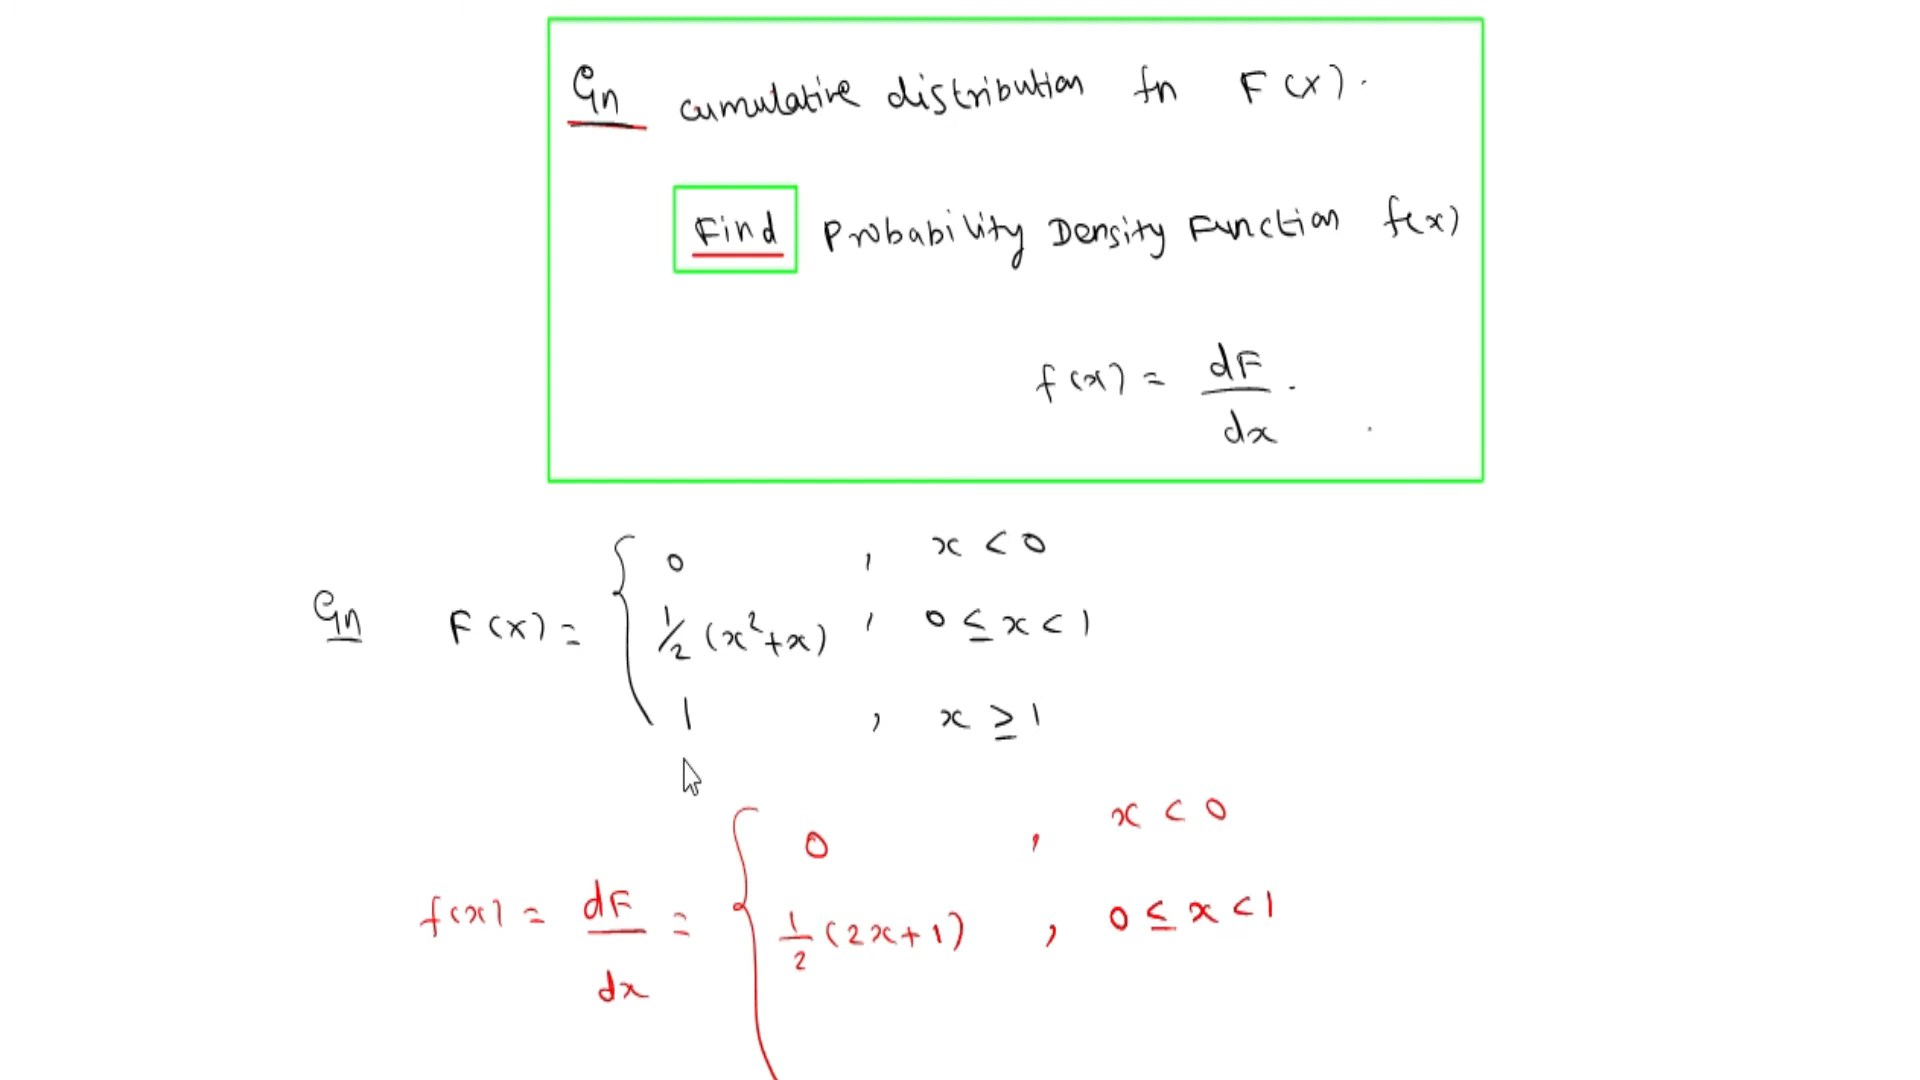 Gn cumulative distribution fn F(x).
Find Probability Density Function f(x)
f(x) = dF/dx.
Gn F(x) = { 0 , x < 0
1/2 (x²+x) , 0 ≤ x < 1
1 , x ≥ 1
f(x) = dF/dx = { 0 , x < 0
1/2 (2x+1) , 0 ≤ x < 1